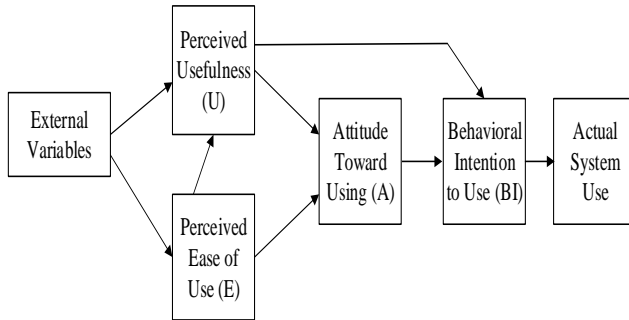 External
Variables
Perceived
Usefulness
(U)
Perceived
Ease of
Use (E)
Attitude
Toward
Using (A)
Behavioral
Intention
to Use (BI)
Actual
System
Use